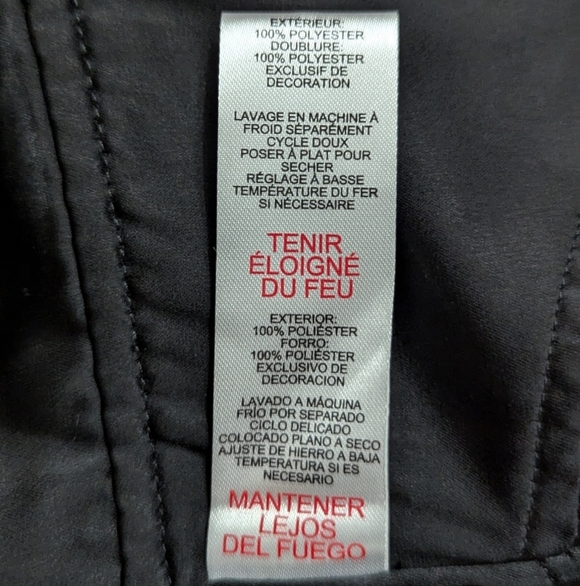 EXTÉRIEUR:
100% POLYESTER
DOUBLURE:
100% POLYESTER
EXCLUSIF DE
DECORATION
LAVAGE EN MACHINE À
FROID SÉPARÉMENT
CYCLE DOUX
POSER À PLAT POUR
SECHER
RÉGLAGE À BASSE
TEMPÉRATURE DU FER
SI NÉCESSAIRE
TENIR
ÉLOIGNÉ
DU FEU
EXTERIOR:
100% POLIÉSTER
FORRO:
100% POLIÉSTER
EXCLUSIVO DE
DECORACION
LAVADO A MÁQUINA
FRÍO POR SEPARADO
CICLO DELICADO
COLOCADO PLANO A SECO
AJUSTE DE HIERRO A BAJA
TEMPERATURA SI ES
NECESARIO
MANTENER
LEJOS
DEL FUEGO